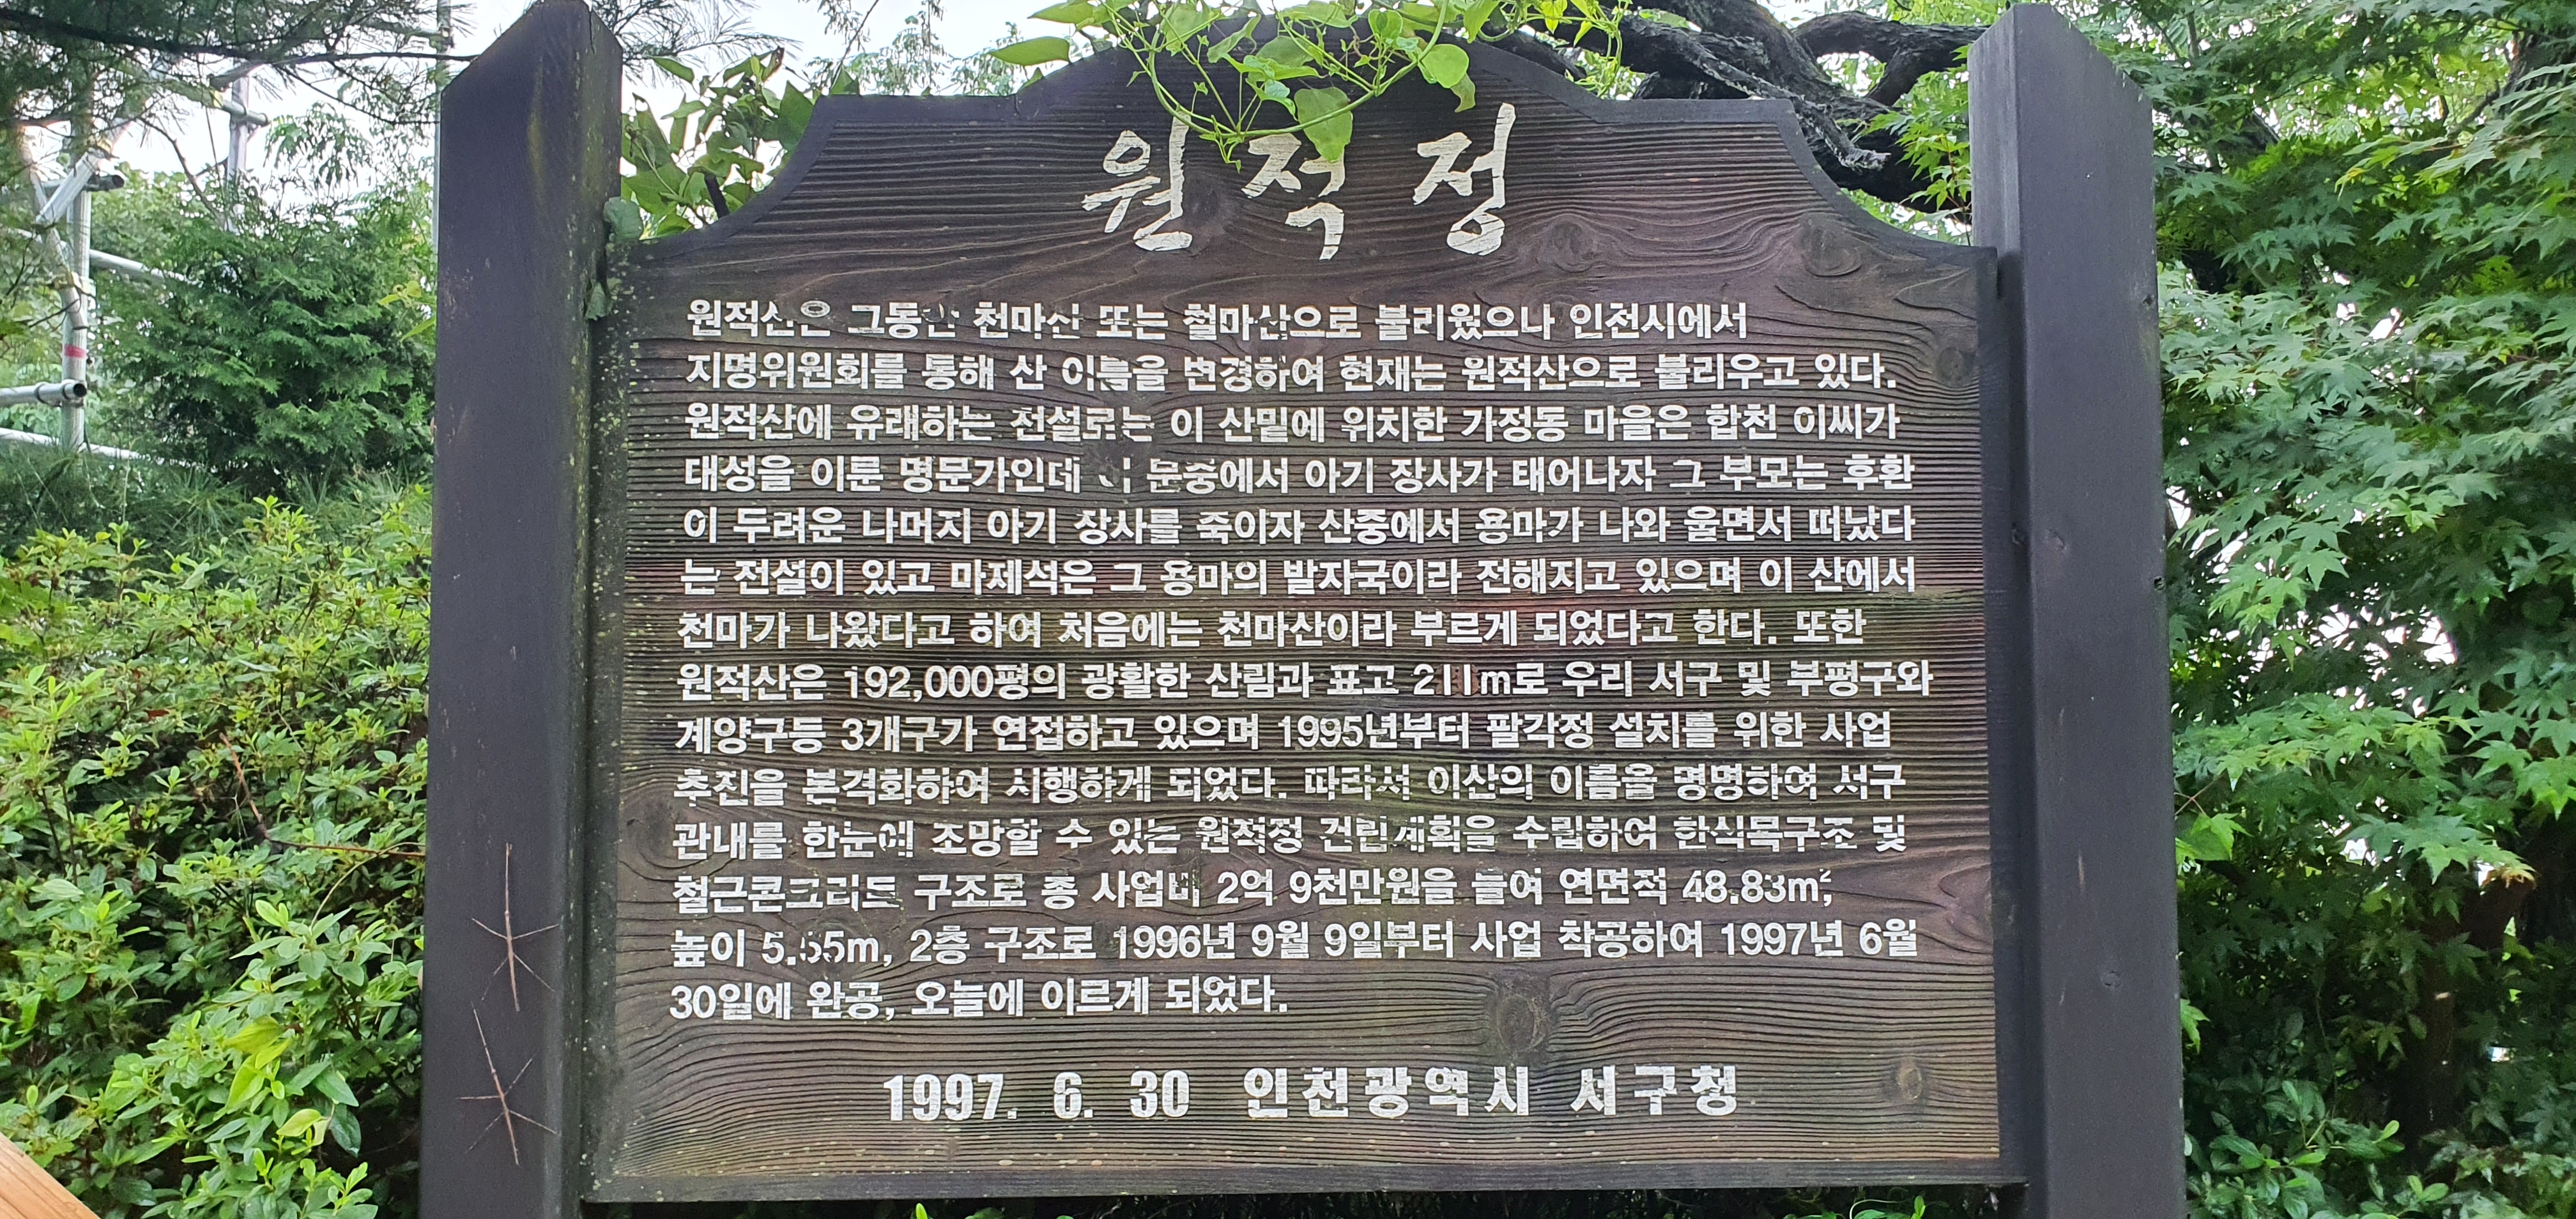 원적정
원적산은 그동안 천마산 또는 철마산으로 불리웠으나 인천시에서
지명위원회를 통해 산 이름을 변경하여 현재는 원적산으로 불리우고 있다.
원적산에 유래하는 전설로는 이 산밑에 위치한 가정동 마을은 합천 이씨가
대성을 이룬 명문가인데 이 문중에서 아기 장사가 태어나자 그 부모는 후환
이 두려운 나머지 아기 장사를 죽이자 산중에서 용마가 나와 울면서 떠났다
는 전설이 있고 마제석은 그 용마의 발자국이라 전해지고 있으며 이 산에서
천마가 나왔다고 하여 처음에는 천마산이라 부르게 되었다고 한다. 또한
원적산은 192,000평의 광활한 산림과 표고 211m로 우리 서구 및 부평구와
계양구등 3개구가 연접하고 있으며 1995년부터 팔각정 설치를 위한 사업
추진을 본격화하여 시행하게 되었다. 따라서 이산의 이름을 명명하여 서구
관내를 한눈에 조망할 수 있는 원적정 건립계획을 수립하여 한식목구조 및
철근콘크리트 구조로 총 사업비 2억 9천만원을 들여 연면적 48.83m²,
높이 5.55m, 2층 구조로 1996년 9월 9일부터 사업 착공하여 1997년 6월
30일에 완공, 오늘에 이르게 되었다.
1997. 6. 30 인천광역시 서구청